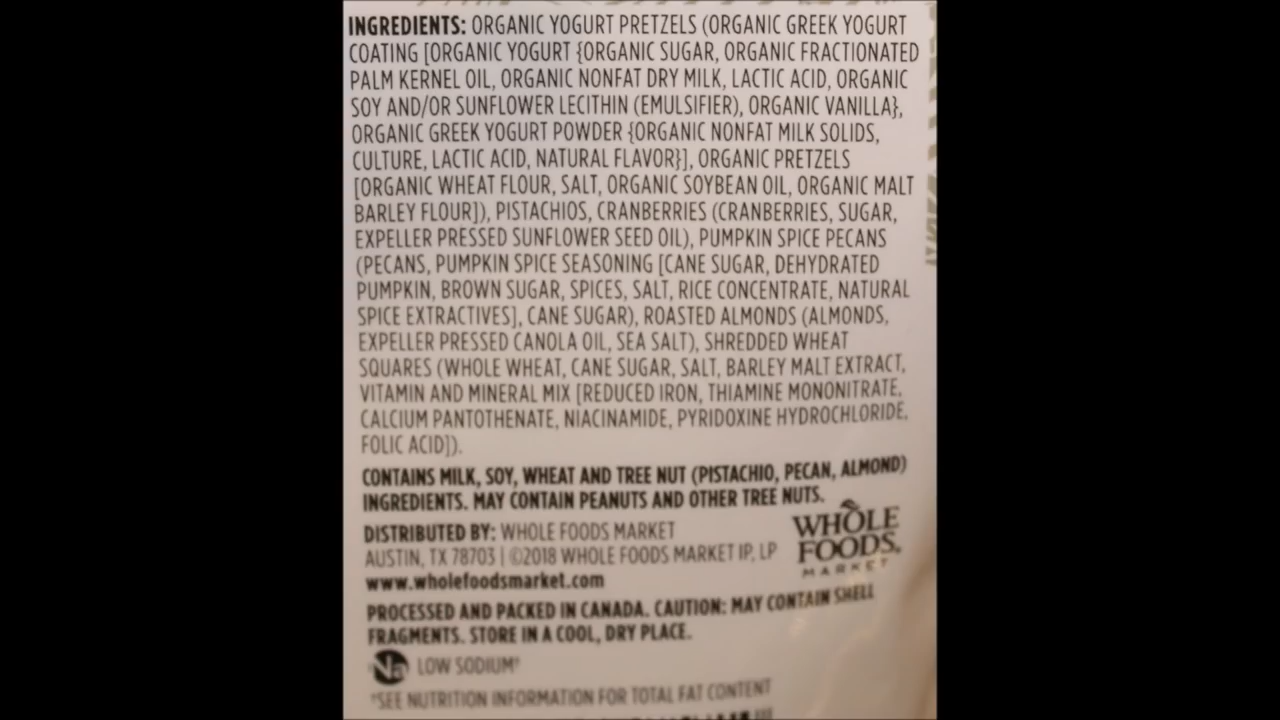 INGREDIENTS: ORGANIC YOGURT PRETZELS (ORGANIC GREEK YOGURT
COATING [ORGANIC YOGURT {ORGANIC SUGAR, ORGANIC FRACTIONATED
PALM KERNEL OIL, ORGANIC NONFAT DRY MILK, LACTIC ACID, ORGANIC
SOY AND/OR SUNFLOWER LECITHIN (EMULSIFIER), ORGANIC VANILLA},
ORGANIC GREEK YOGURT POWDER {ORGANIC NONFAT MILK SOLIDS,
CULTURE, LACTIC ACID, NATURAL FLAVOR}], ORGANIC PRETZELS
[ORGANIC WHEAT FLOUR, SALT, ORGANIC SOYBEAN OIL, ORGANIC MALT
BARLEY FLOUR]), PISTACHIOS, CRANBERRIES (CRANBERRIES, SUGAR,
EXPELLER PRESSED SUNFLOWER SEED OIL), PUMPKIN SPICE PECANS
(PECANS, PUMPKIN SPICE SEASONING [CANE SUGAR, DEHYDRATED
PUMPKIN, BROWN SUGAR, SPICES, SALT, RICE CONCENTRATE, NATURAL
SPICE EXTRACTIVES], CANE SUGAR), ROASTED ALMONDS (ALMONDS,
EXPELLER PRESSED CANOLA OIL, SEA SALT), SHREDDED WHEAT
SQUARES (WHOLE WHEAT, CANE SUGAR, SALT, BARLEY MALT EXTRACT,
VITAMIN AND MINERAL MIX [REDUCED IRON, THIAMINE MONONITRATE,
CALCIUM PANTOTHENATE, NIACINAMIDE, PYRIDOXINE HYDROCHLORIDE,
FOLIC ACID]).
CONTAINS MILK, SOY, WHEAT AND TREE NUT (PISTACHIO, PECAN, ALMOND)
INGREDIENTS. MAY CONTAIN PEANUTS AND OTHER TREE NUTS.
DISTRIBUTED BY: WHOLE FOODS MARKET
AUSTIN, TX 78703 | ©2018 WHOLE FOODS MARKET IP, LP
www.wholefoodsmarket.com
WHOLE
FOODS
MARKET
PROCESSED AND PACKED IN CANADA. CAUTION: MAY CONTAIN SHELL
FRAGMENTS. STORE IN A COOL, DRY PLACE.
Na LOW SODIUM†
†SEE NUTRITION INFORMATION FOR TOTAL FAT CONTENT